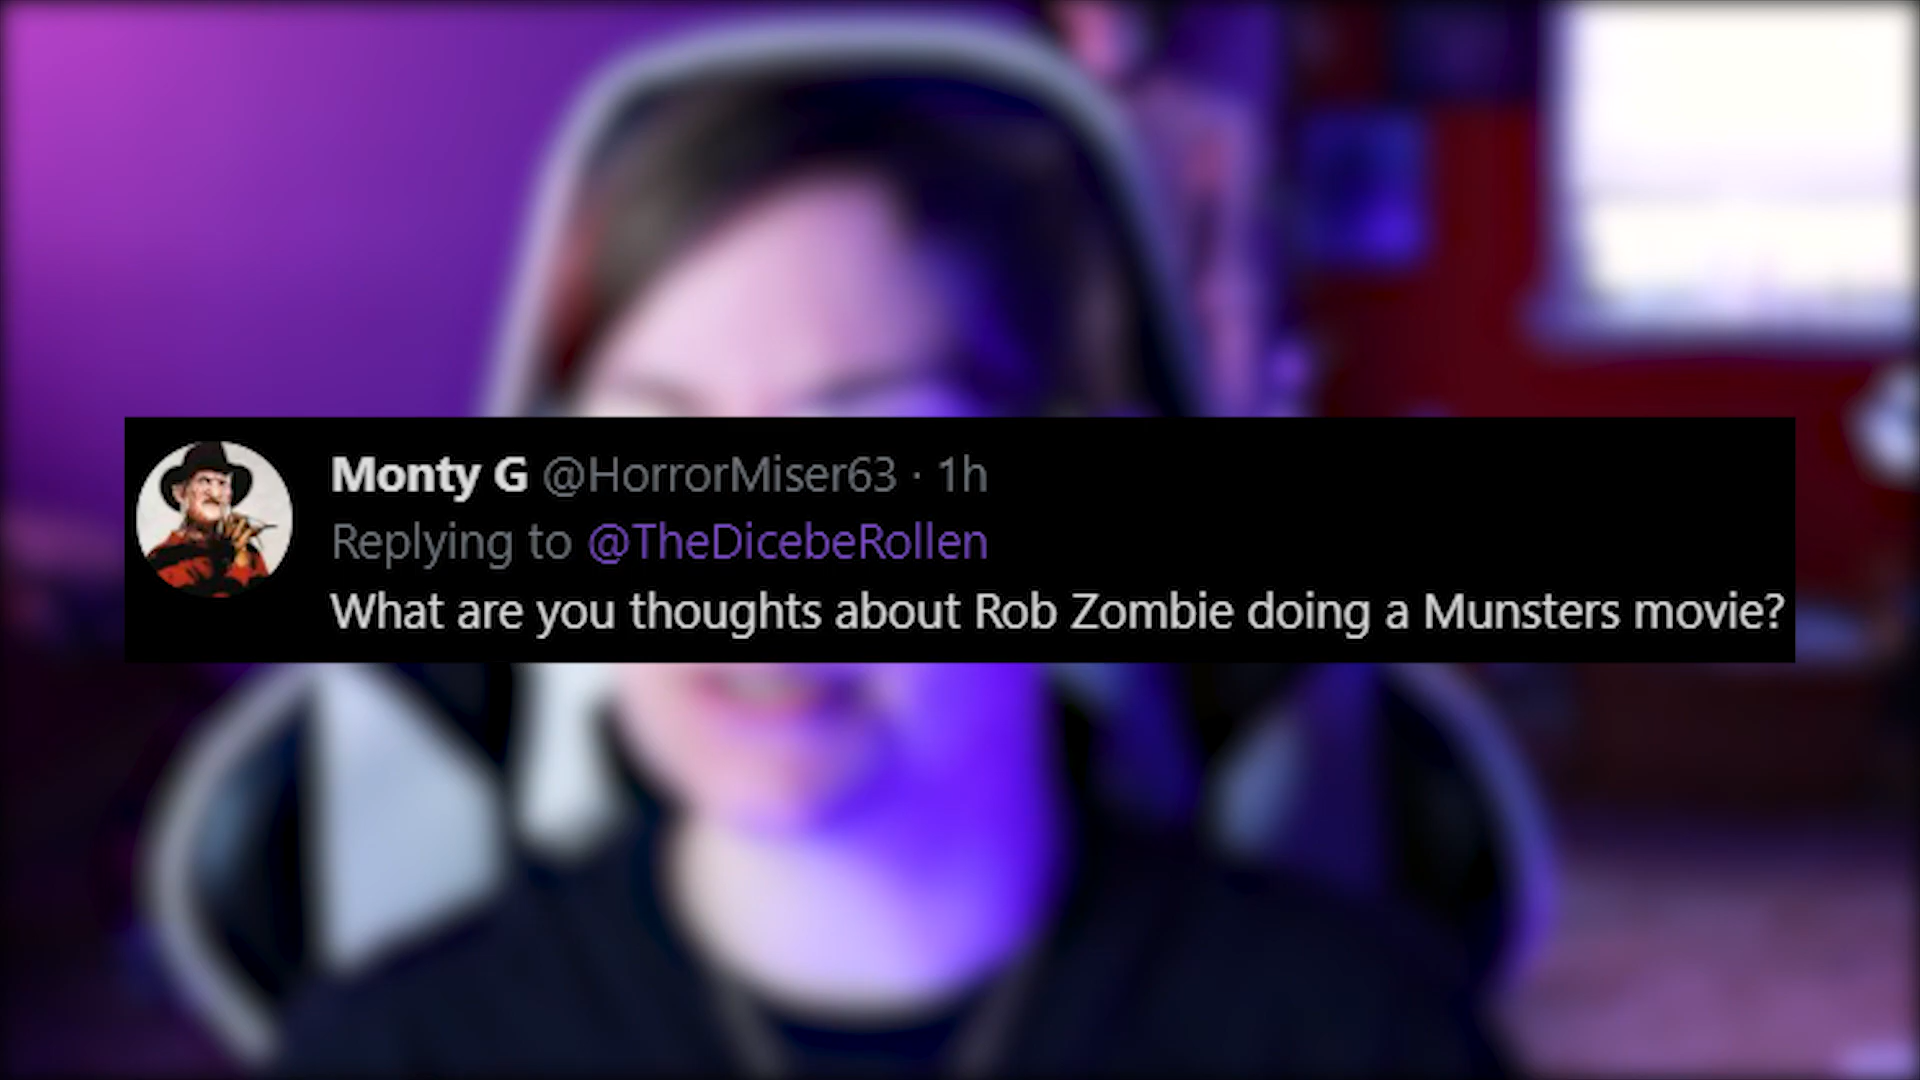 Monty G @HorrorMiser63 · 1h
Replying to @TheDicebeRollen
What are you thoughts about Rob Zombie doing a Munsters movie?